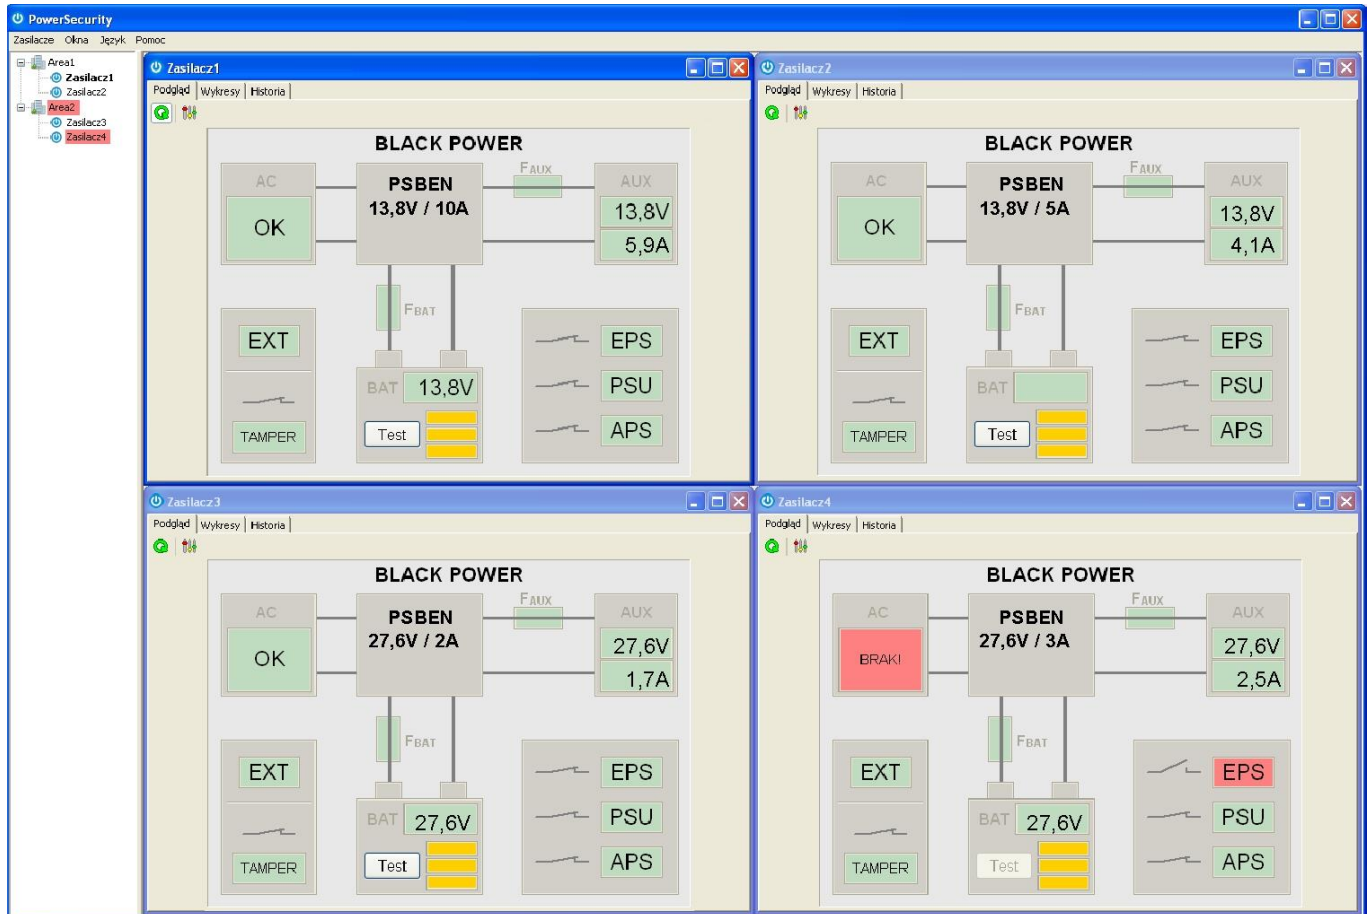 PowerSecurity
Zasilacze Okna Język Pomoc
Area1
Zasilacz1
Zasilacz2
Area2
Zasilacz3
Zasilacz4
Zasilacz1
Podgląd Wykresy Historia
BLACK POWER
AC
OK
PSBEN
13,8V / 10A
FAUX
AUX
13,8V
5,9A
FBAT
EXT
TAMPER
BAT 13,8V
Test
EPS
PSU
APS
Zasilacz2
Podgląd Wykresy Historia
BLACK POWER
AC
OK
PSBEN
13,8V / 5A
FAUX
AUX
13,8V
4,1A
FBAT
EXT
TAMPER
BAT
Test
EPS
PSU
APS
Zasilacz3
Podgląd Wykresy Historia
BLACK POWER
AC
OK
PSBEN
27,6V / 2A
FAUX
AUX
27,6V
1,7A
FBAT
EXT
TAMPER
BAT 27,6V
Test
EPS
PSU
APS
Zasilacz4
Podgląd Wykresy Historia
BLACK POWER
AC
BRAK!
PSBEN
27,6V / 3A
FAUX
AUX
27,6V
2,5A
FBAT
EXT
TAMPER
BAT 27,6V
Test
EPS
PSU
APS